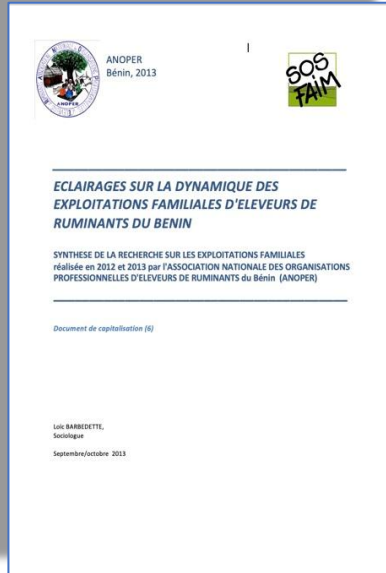 ANOPER
Bénin, 2013
ANOPER
SOS
FAIM
ECLAIRAGES SUR LA DYNAMIQUE DES
EXPLOITATIONS FAMILIALES D'ELEVEURS DE
RUMINANTS DU BENIN
SYNTHESE DE LA RECHERCHE SUR LES EXPLOITATIONS FAMILIALES
réalisée en 2012 et 2013 par l'ASSOCIATION NATIONALE DES ORGANISATIONS
PROFESSIONNELLES D'ELEVEURS DE RUMINANTS du Bénin (ANOPER)
Document de capitalisation (6)
Loïc BARBEDETTE,
Sociologue
Septembre/octobre 2013